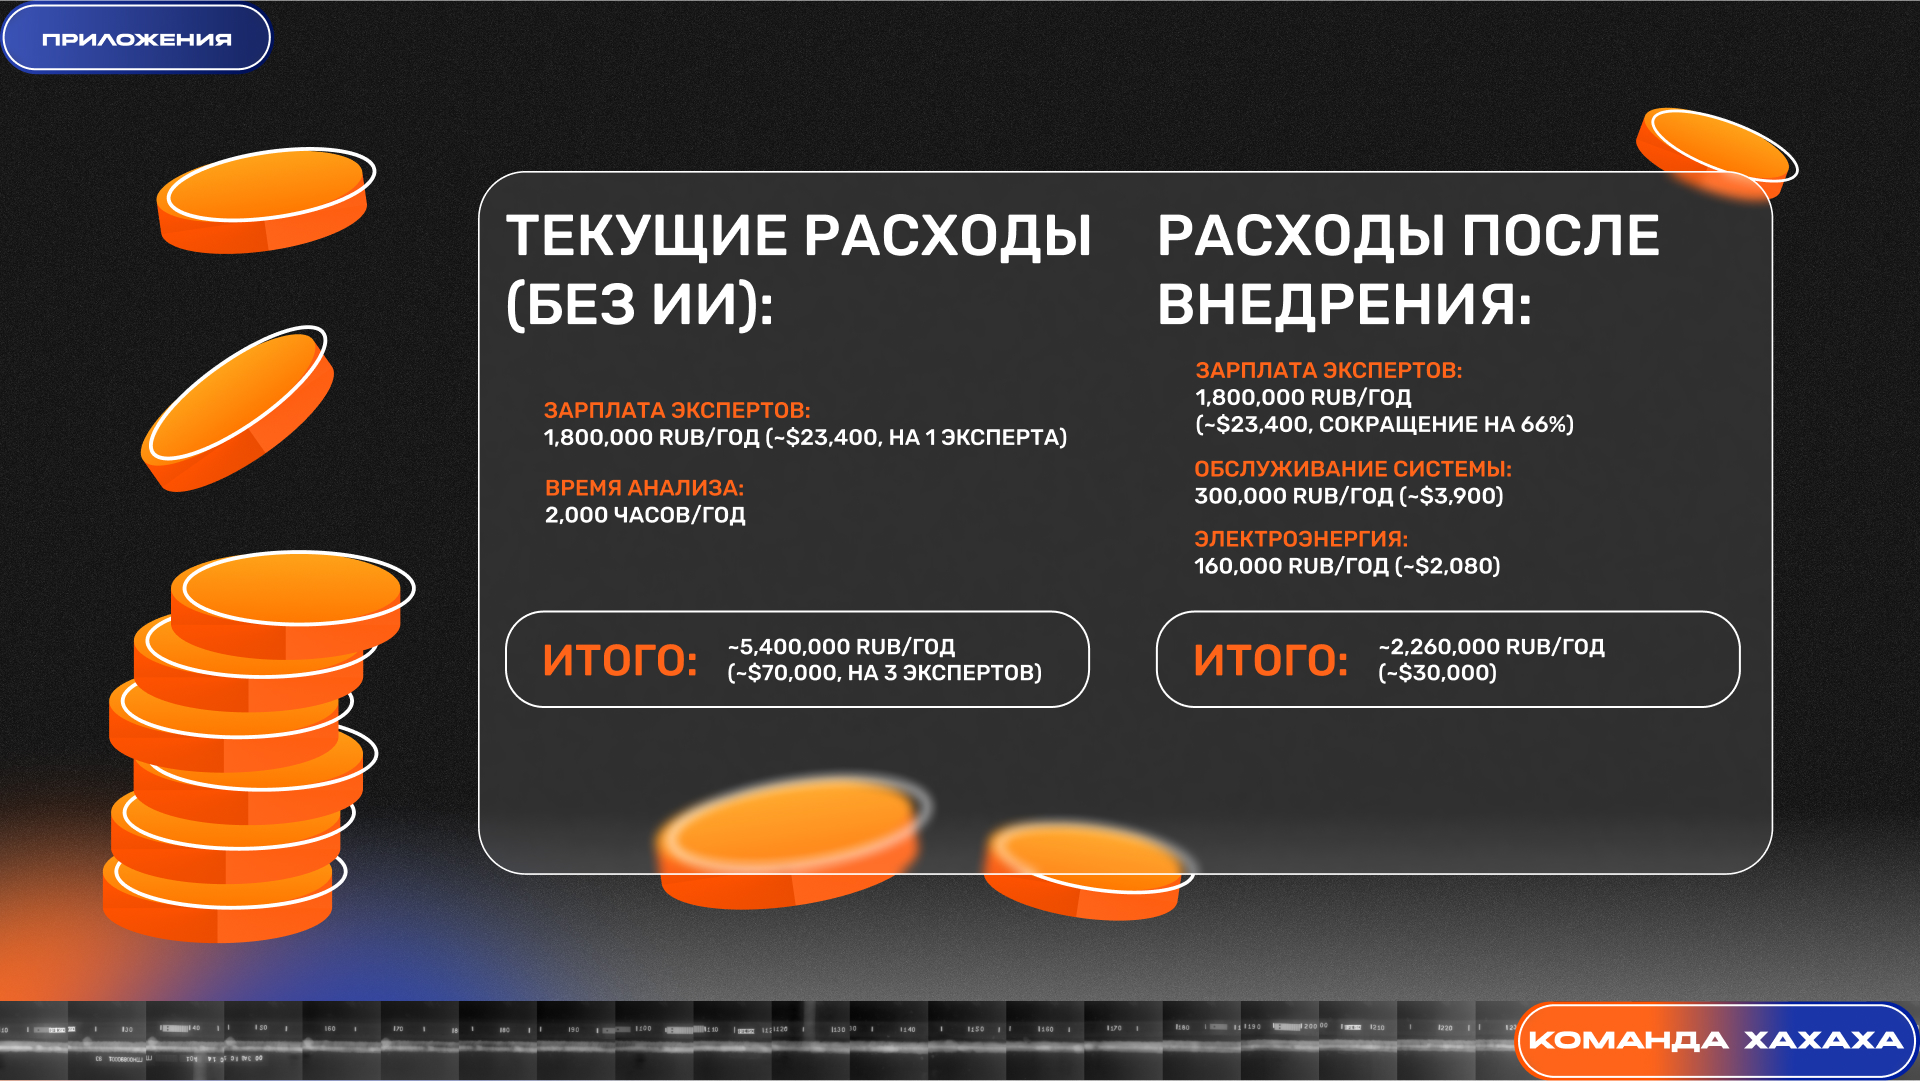 ПРИЛОЖЕНИЯ
ТЕКУЩИЕ РАСХОДЫ
(БЕЗ ИИ):
ЗАРПЛАТА ЭКСПЕРТОВ:
1,800,000 RUB/ГОД (~$23,400, НА 1 ЭКСПЕРТА)
ВРЕМЯ АНАЛИЗА:
2,000 ЧАСОВ/ГОД
ИТОГО:
~5,400,000 RUB/ГОД
(~$70,000, НА 3 ЭКСПЕРТОВ)
РАСХОДЫ ПОСЛЕ
ВНЕДРЕНИЯ:
ЗАРПЛАТА ЭКСПЕРТОВ:
1,800,000 RUB/ГОД
(~$23,400, СОКРАЩЕНИЕ НА 66%)
ОБСЛУЖИВАНИЕ СИСТЕМЫ:
300,000 RUB/ГОД (~$3,900)
ЭЛЕКТРОЭНЕРГИЯ:
160,000 RUB/ГОД (~$2,080)
ИТОГО:
~2,260,000 RUB/ГОД
(~$30,000)
КОМАНДА ХАХАХА